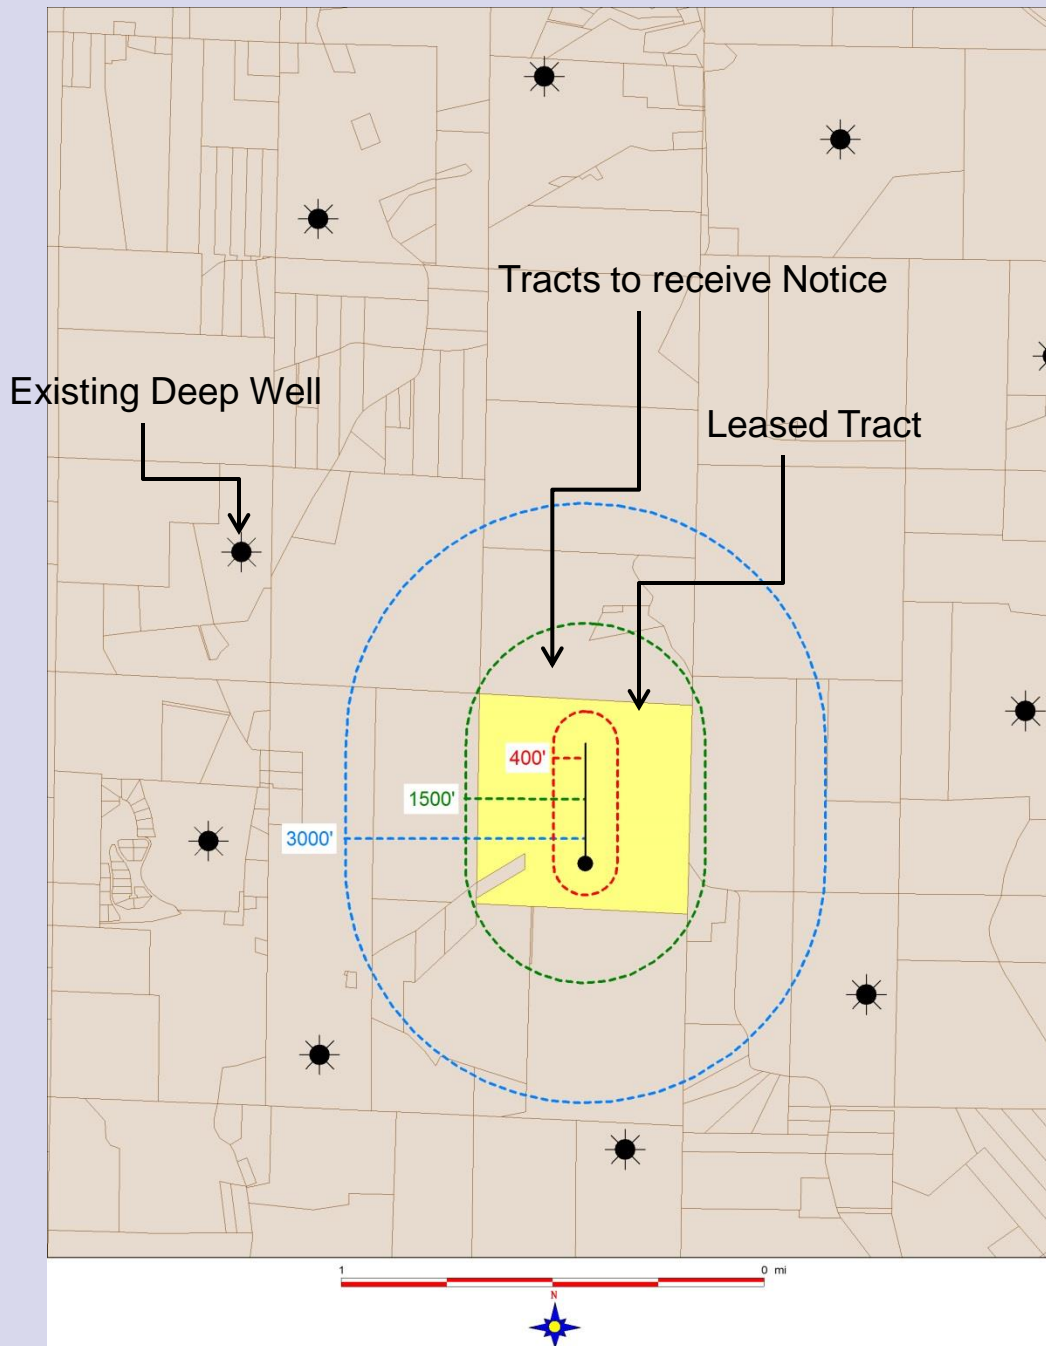 Tracts to receive Notice
Existing Deep Well
Leased Tract
400'
1500'
3000'
1 0 mi
N